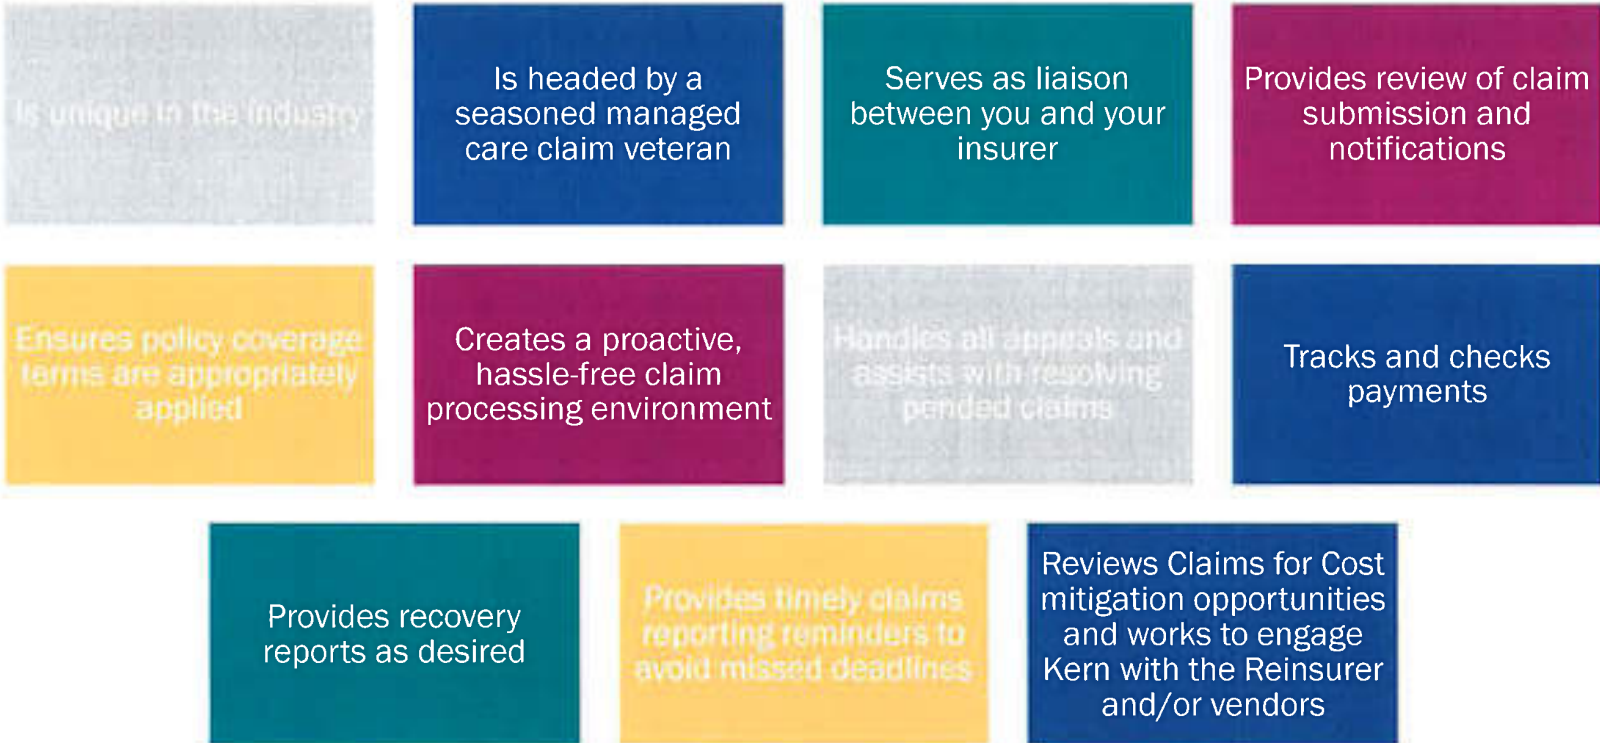 Is unique in the industry
Is headed by a
seasoned managed
care claim veteran
Serves as liaison
between you and your
insurer
Provides review of claim
submission and
notifications
Ensures policy coverage
terms are appropriately
applied
Creates a proactive,
hassle-free claim
processing environment
Handles all appeals and
assists with resolving
pended claims
Tracks and checks
payments
Provides recovery
reports as desired
Provides timely claims
reporting reminders to
avoid missed deadlines
Reviews Claims for Cost
mitigation opportunities
and works to engage
Kern with the Reinsurer
and/or vendors